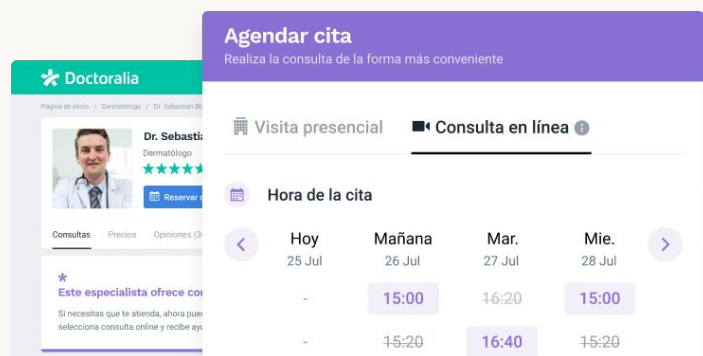 Agendar cita
Realiza la consulta de la forma más conveniente
Visita presencial
Consulta en línea
Hora de la cita
Hoy Mañana Mar. Mie.
25 Jul 26 Jul 27 Jul 28 Jul
- 15:00 16:20 15:00
- 15:20 16:40 15:20
Doctoralia
Página de inicio / Dermatólogo / Dr. Sebastián
Dr. Sebastiá
Dermatólogo
Reservar
Consultas Precios Opiniones
Este especialista ofrece
Si necesitas que te atienda, ahora
selecciona consulta online y recibe